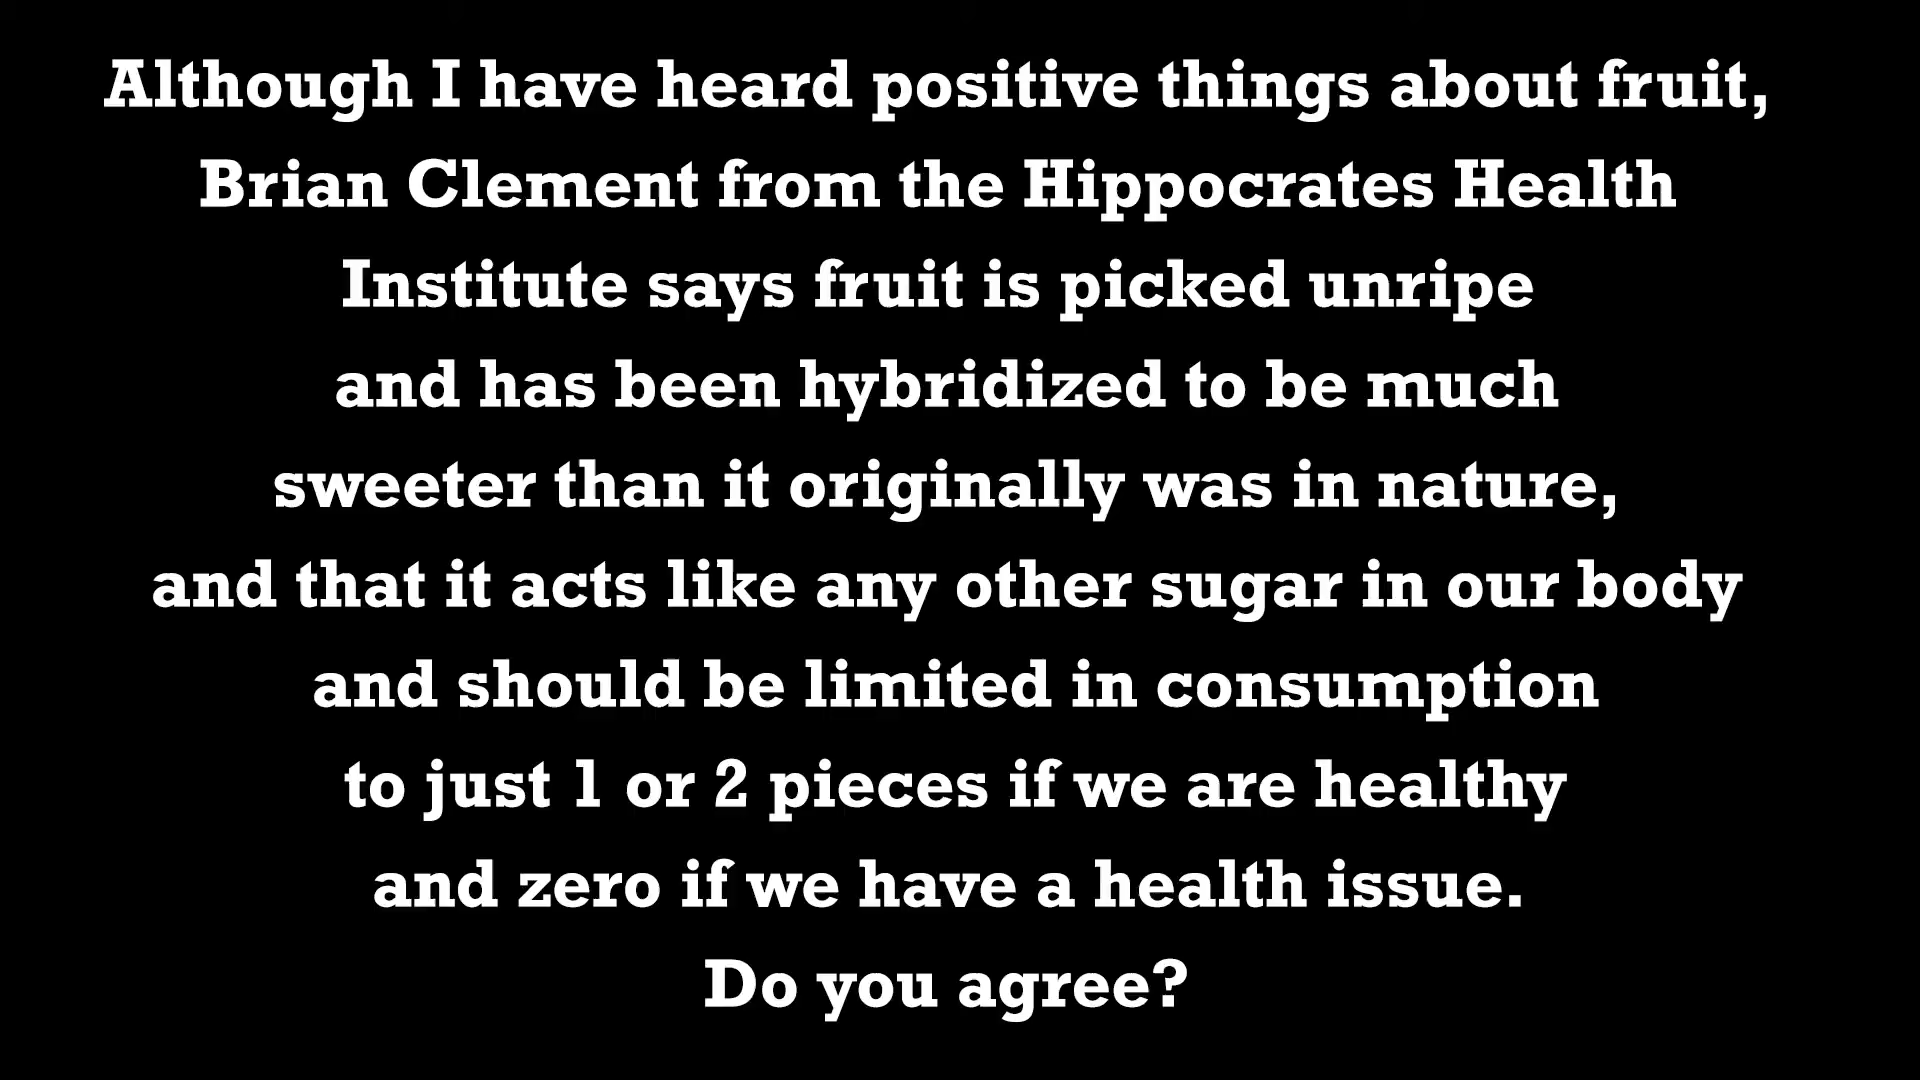 Although I have heard positive things about fruit,
Brian Clement from the Hippocrates Health
Institute says fruit is picked unripe
and has been hybridized to be much
sweeter than it originally was in nature,
and that it acts like any other sugar in our body
and should be limited in consumption
to just 1 or 2 pieces if we are healthy
and zero if we have a health issue.
Do you agree?